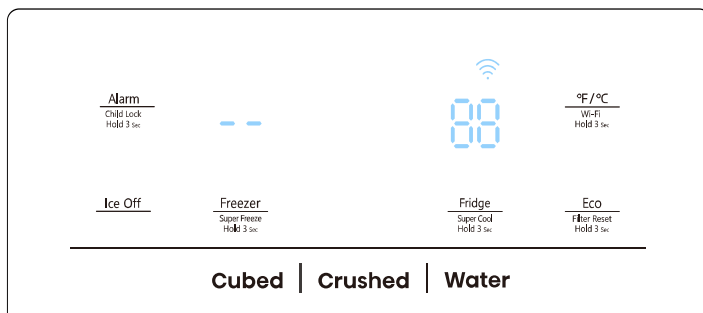 Alarm
Child Lock
Hold 3 Sec
-- 88
°F/°C
Wi-Fi
Hold 3 Sec
Ice Off
Freezer
Super Freeze
Hold 3 Sec
Fridge
Super Cool
Hold 3 Sec
Eco
Filter Reset
Hold 3 Sec
Cubed | Crushed | Water